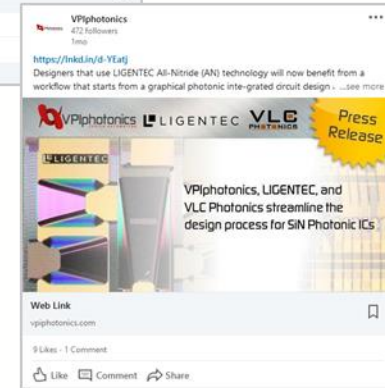 VPIphotonics
472 followers
1mo
https://lnkd.in/d-YEatj
Designers that use LIGENTEC All-Nitride (AN) technology will now benefit from a
workflow that starts from a graphical photonic inte-grated circuit design . ...see more
VPIphotonics LIGENTEC VLC
PHOTONICS
Press
Release
LIGENTEC
VPIphotonics, LIGENTEC, and
VLC Photonics streamline the
design process for SiN Photonic ICs
Web Link
vpiphotonics.com
9 Likes · 1 Comment
Like Comment Share